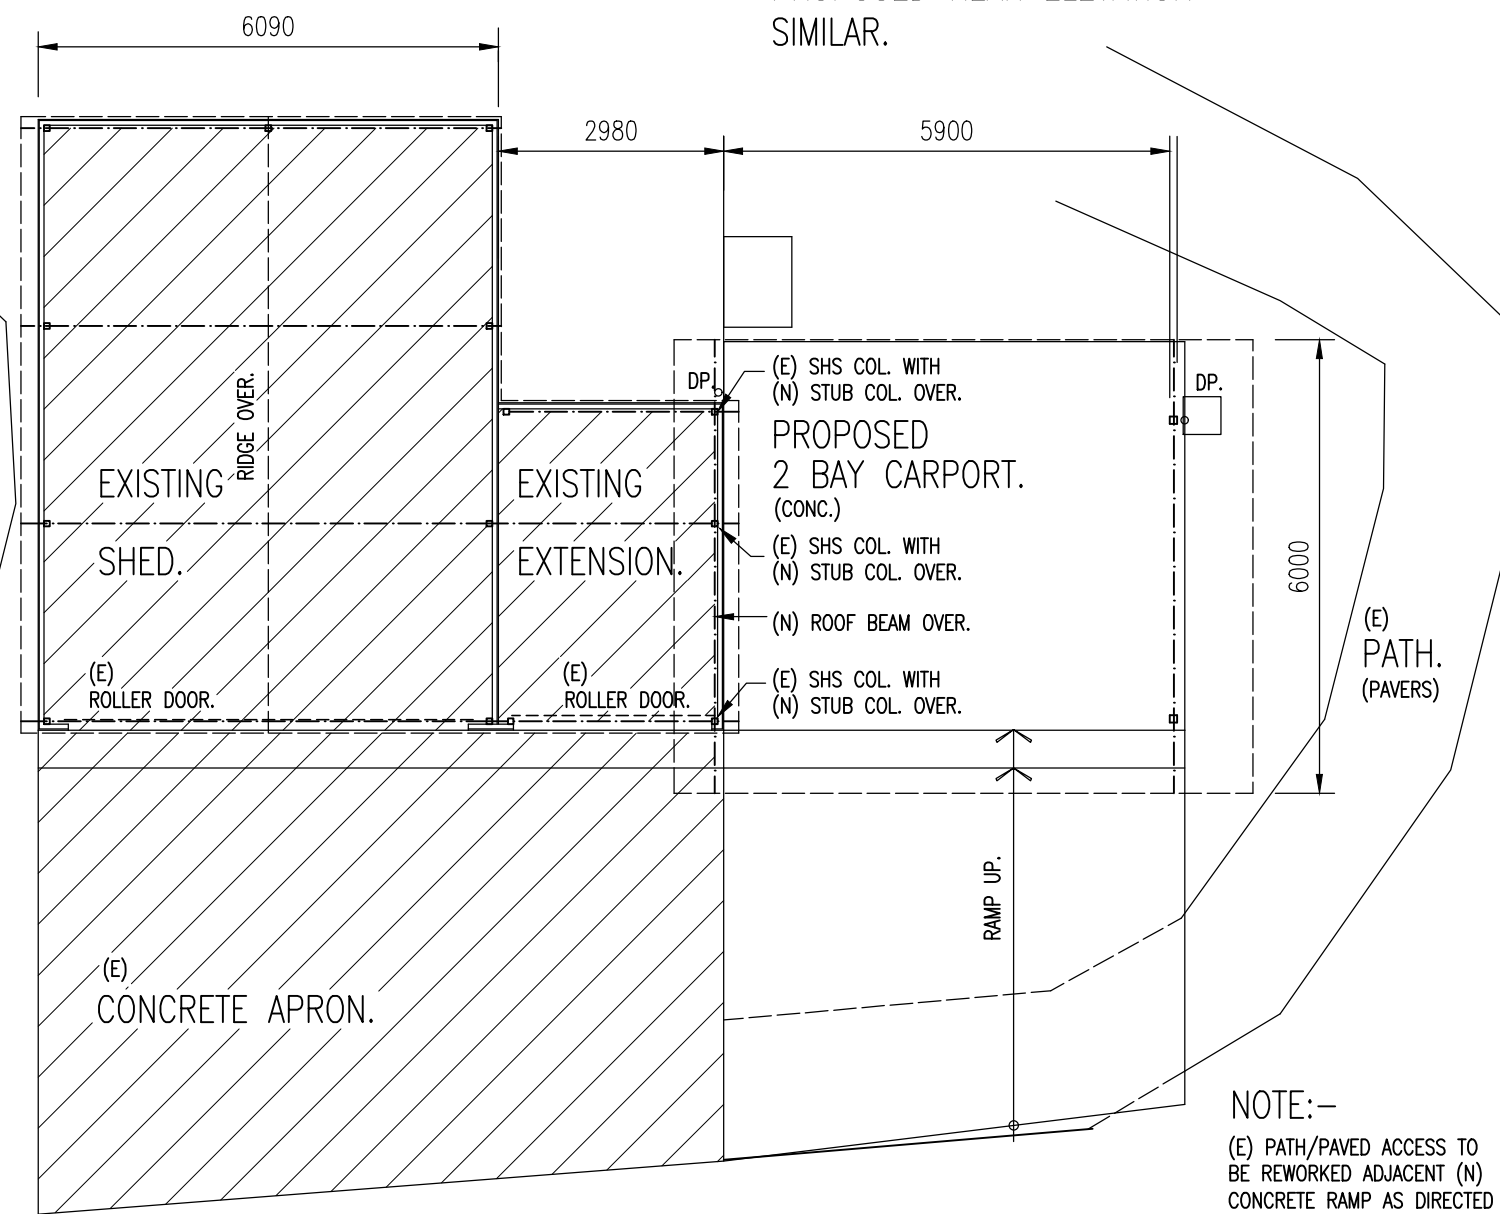 SIMILAR.
6090
2980
5900
(E) SHS COL. WITH
(N) STUB COL. OVER.
DP.
DP.
RIDGE OVER.
PROPOSED
2 BAY CARPORT.
(CONC.)
EXISTING
SHED.
EXISTING
EXTENSION.
(E) SHS COL. WITH
(N) STUB COL. OVER.
6000
(N) ROOF BEAM OVER.
(E)
PATH.
(PAVERS)
(E)
ROLLER DOOR.
(E)
ROLLER DOOR.
(E) SHS COL. WITH
(N) STUB COL. OVER.
RAMP UP.
(E)
CONCRETE APRON.
NOTE:-
(E) PATH/PAVED ACCESS TO
BE REWORKED ADJACENT (N)
CONCRETE RAMP AS DIRECTED